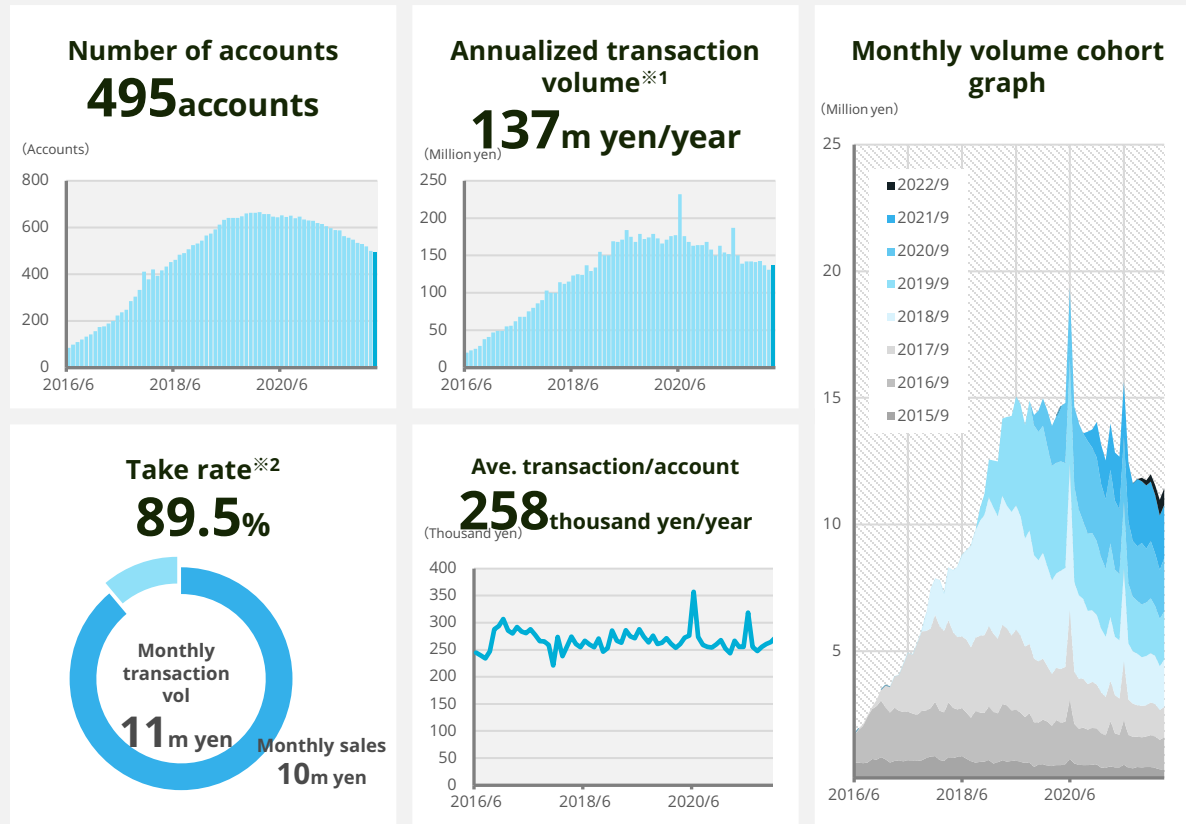 Number of accounts
495accounts
(Accounts)
800
600
400
200
0
2016/6
2018/6
2020/6
Annualized transaction
volume※1
137m yen/year
(Million yen)
250
200
150
100
50
0
2016/6
2018/6
2020/6
Monthly volume cohort
graph
(Million yen)
25
20
15
10
5
2022/9
2021/9
2020/9
2019/9
2018/9
2017/9
2016/9
2015/9
2016/6
2018/6
2020/6
Take rate※2
89.5%
Monthly
transaction
vol
11m yen
Monthly sales
10m yen
Ave. transaction/account
258thousand yen/year
(Thousand yen)
400
350
300
250
200
150
100
50
0
2016/6
2018/6
2020/6